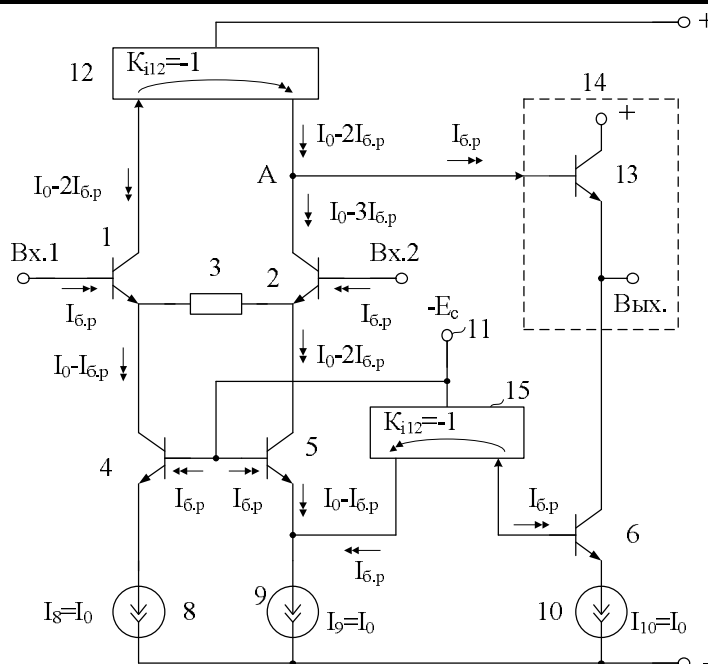 +
12
Ki12=-1
14
+
I0-2Iб.р
Iб.р
13
А
I0-2Iб.р
I0-3Iб.р
1
Вх.1
3
2
Вх.2
Вых.
Iб.р
Iб.р
-Ec
11
I0-Iб.р
I0-2Iб.р
15
Ki12=-1
4
5
Iб.р
Iб.р
I0-Iб.р
Iб.р
6
Iб.р
I8=I0
8
9
I9=I0
10
I10=I0
-